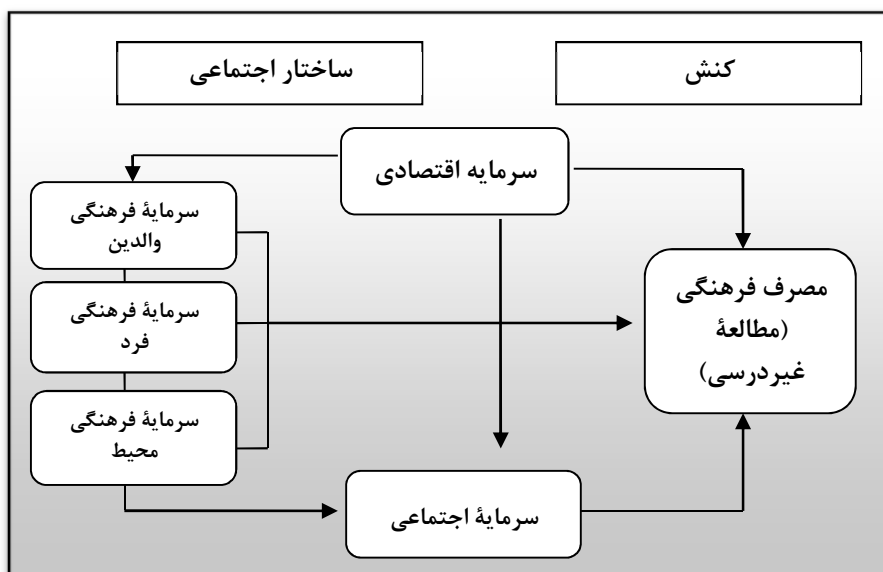 کنش
ساختار اجتماعی
سرمایه اقتصادی
سرمایهٔ فرهنگی
والدین
سرمایهٔ فرهنگی
فرد
سرمایهٔ فرهنگی
محیط
مصرف فرهنگی
(مطالعهٔ
غیردرسی)
سرمایهٔ اجتماعی